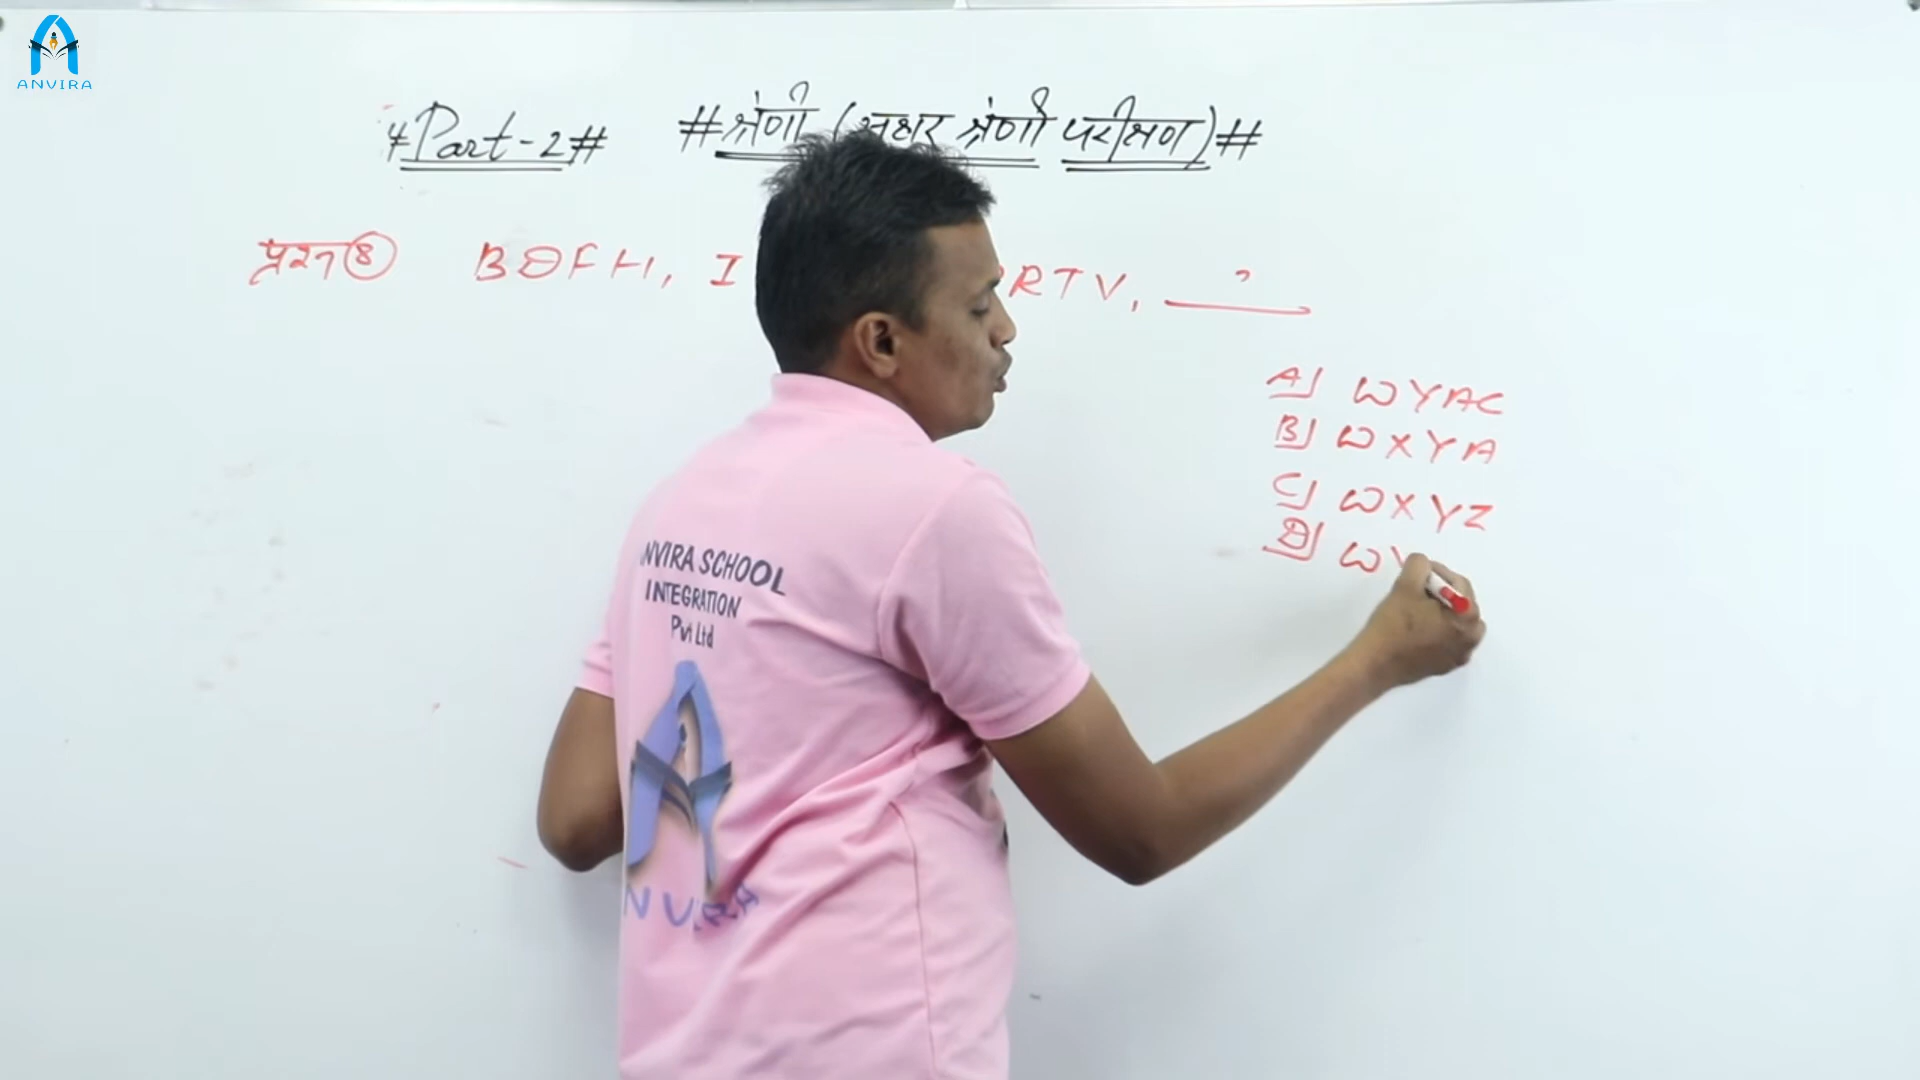 ANVIRA
# Part-2 # # श्रेणी (अक्षर श्रेणी परीक्षण) #
प्रश्न 8 BDFH, I RTV, ?
A) WYAC
B) WXYA
C) WXYZ
D) WY
ANVIRA SCHOOL
INTEGRATION
Pvt Ltd